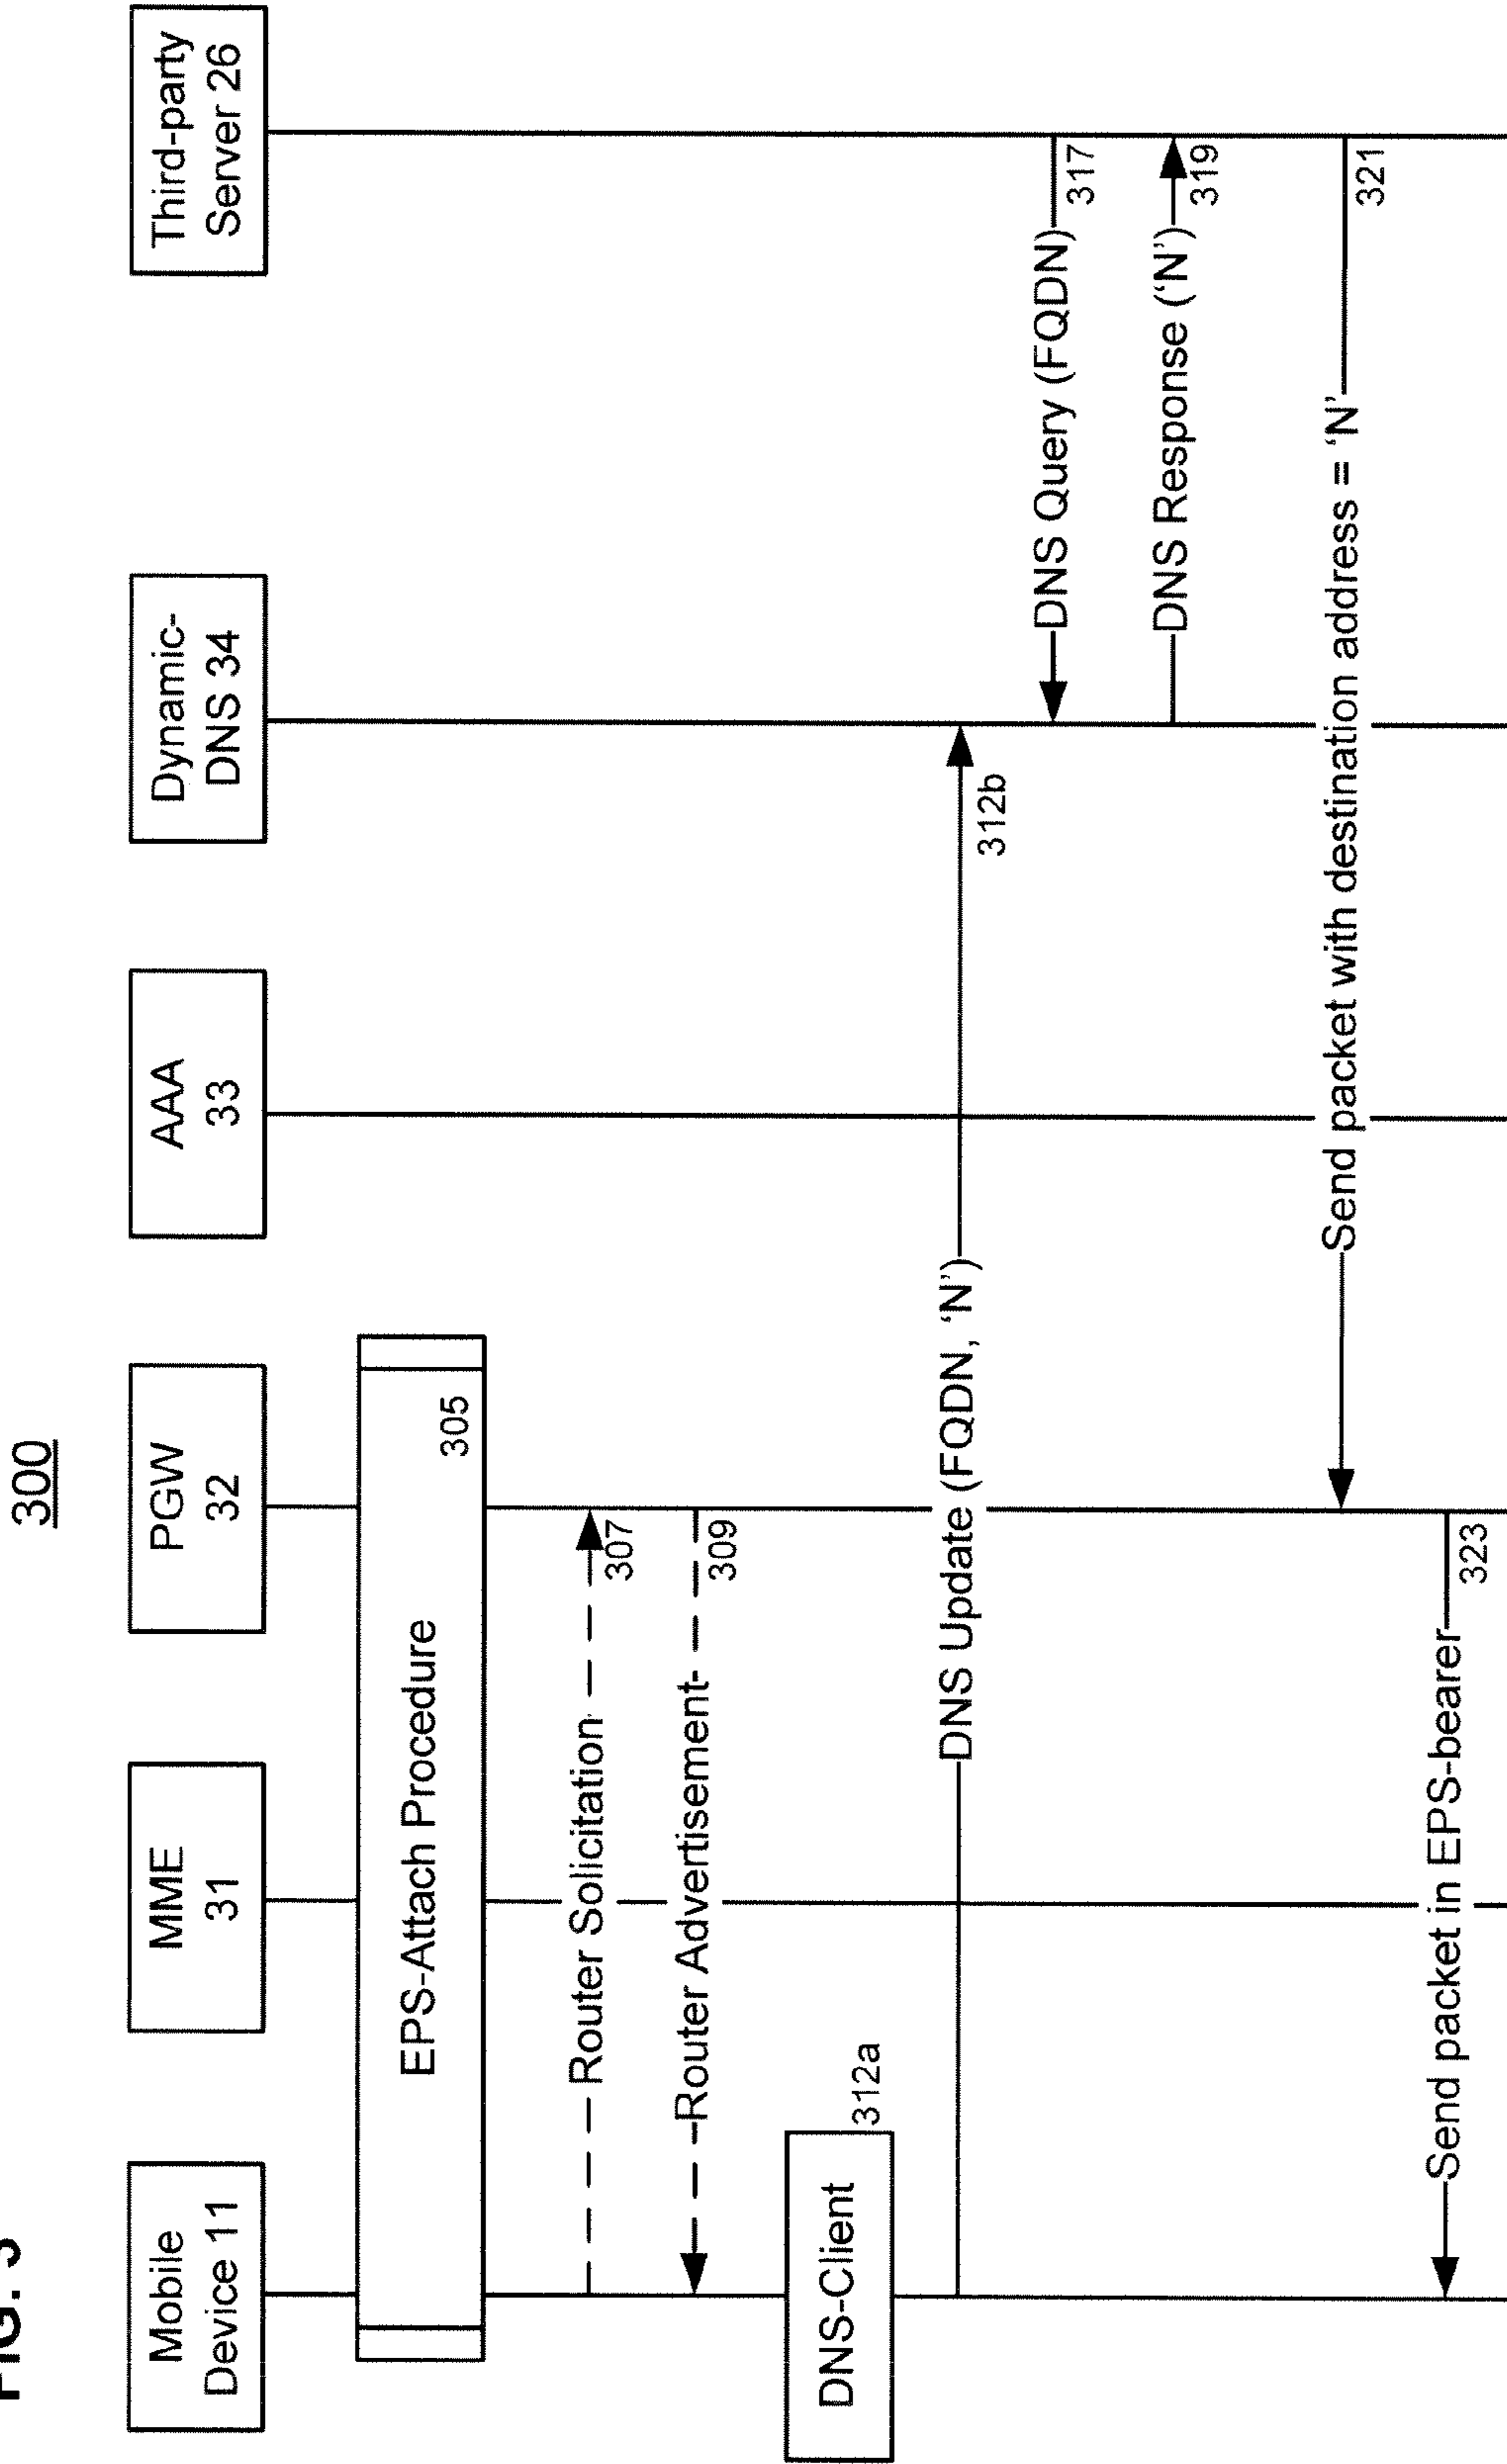 FIG. 3
300
Mobile
Device 11
MME
31
PGW
32
AAA
33
Dynamic-
DNS 34
Third-party
Server 26
EPS-Attach Procedure
305
Router Solicitation
307
Router Advertisement
309
DNS-Client
312a
DNS Update (FQDN, ‘N’)
312b
DNS Query (FQDN)
317
DNS Response (‘N’)
319
Send packet with destination address = ‘N’
321
Send packet in EPS-bearer
323